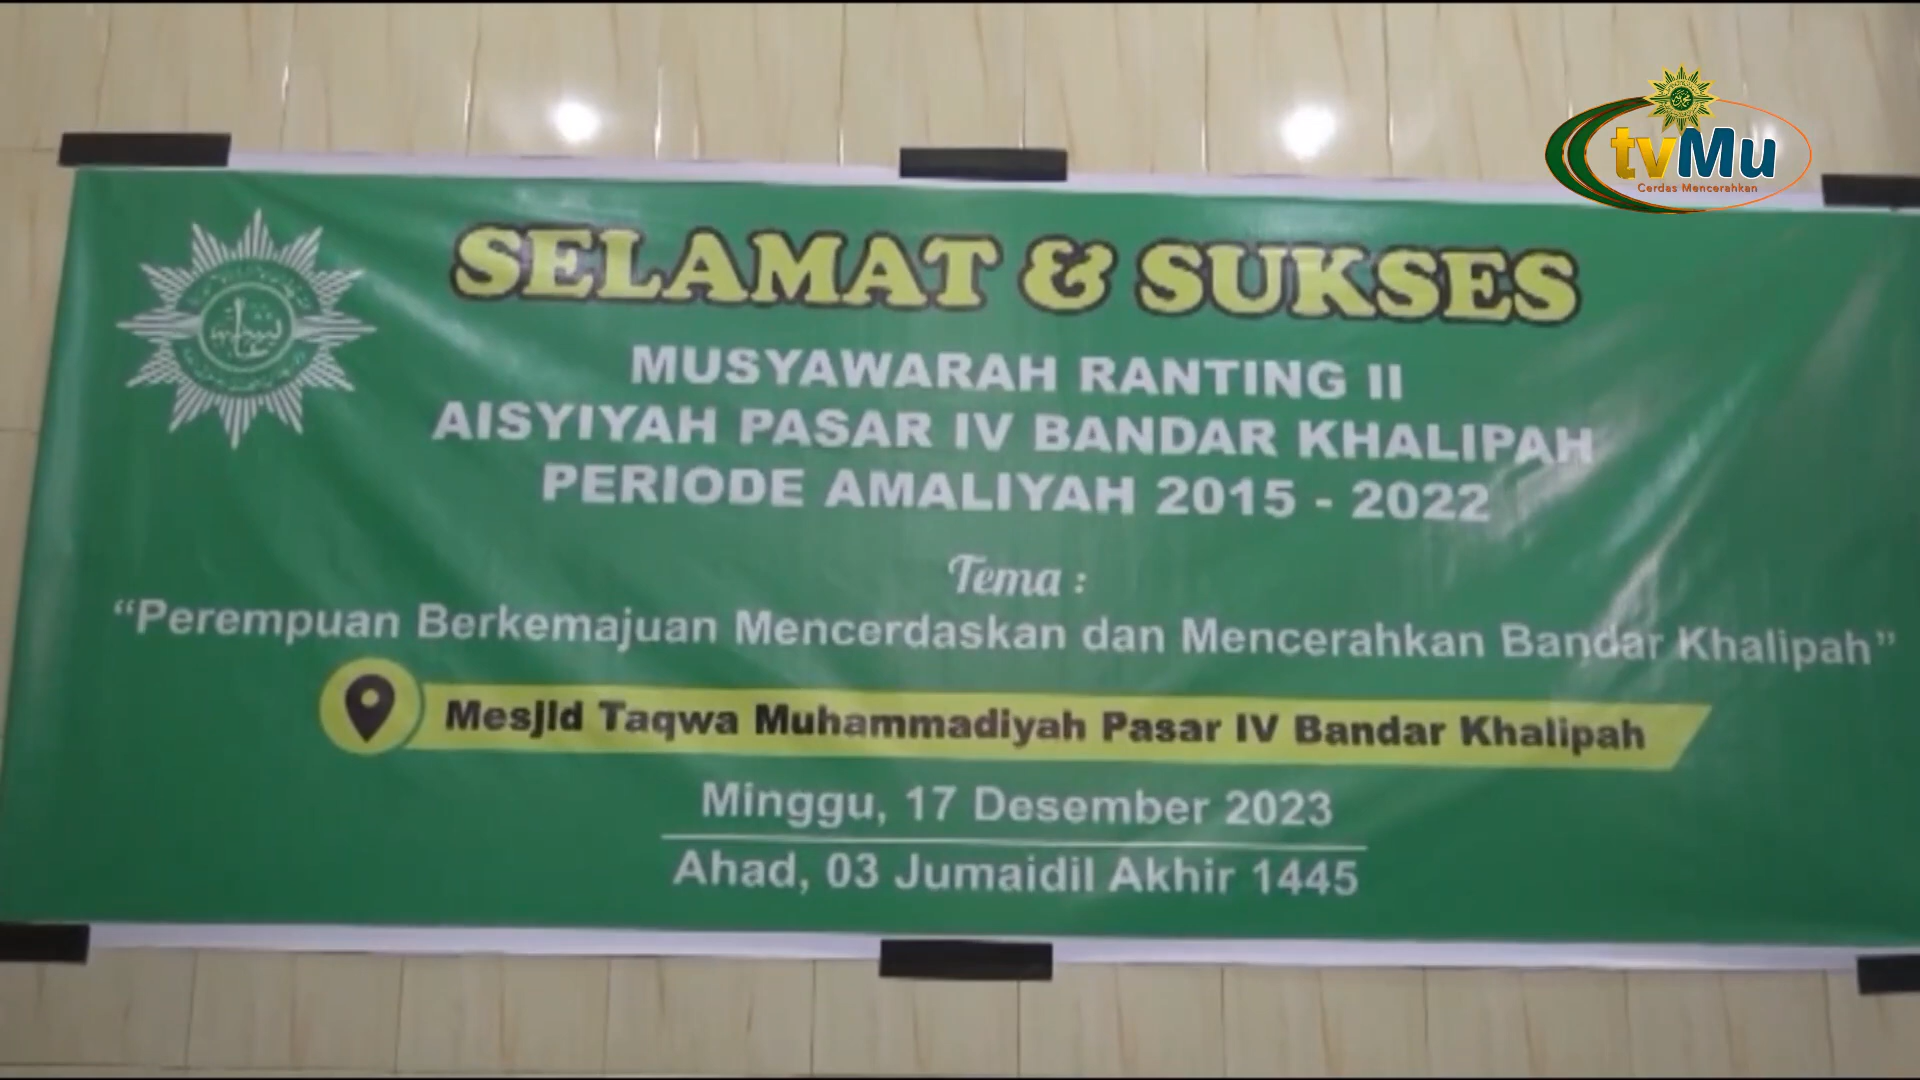 tvMu
Cerdas Mencerahkan
SELAMAT & SUKSES
MUSYAWARAH RANTING II
AISYIYAH PASAR IV BANDAR KHALIPAH
PERIODE AMALIYAH 2015 - 2022
Tema :
“Perempuan Berkemajuan Mencerdaskan dan Mencerahkan Bandar Khalipah”
Mesjid Taqwa Muhammadiyah Pasar IV Bandar Khalipah
Minggu, 17 Desember 2023
Ahad, 03 Jumaidil Akhir 1445